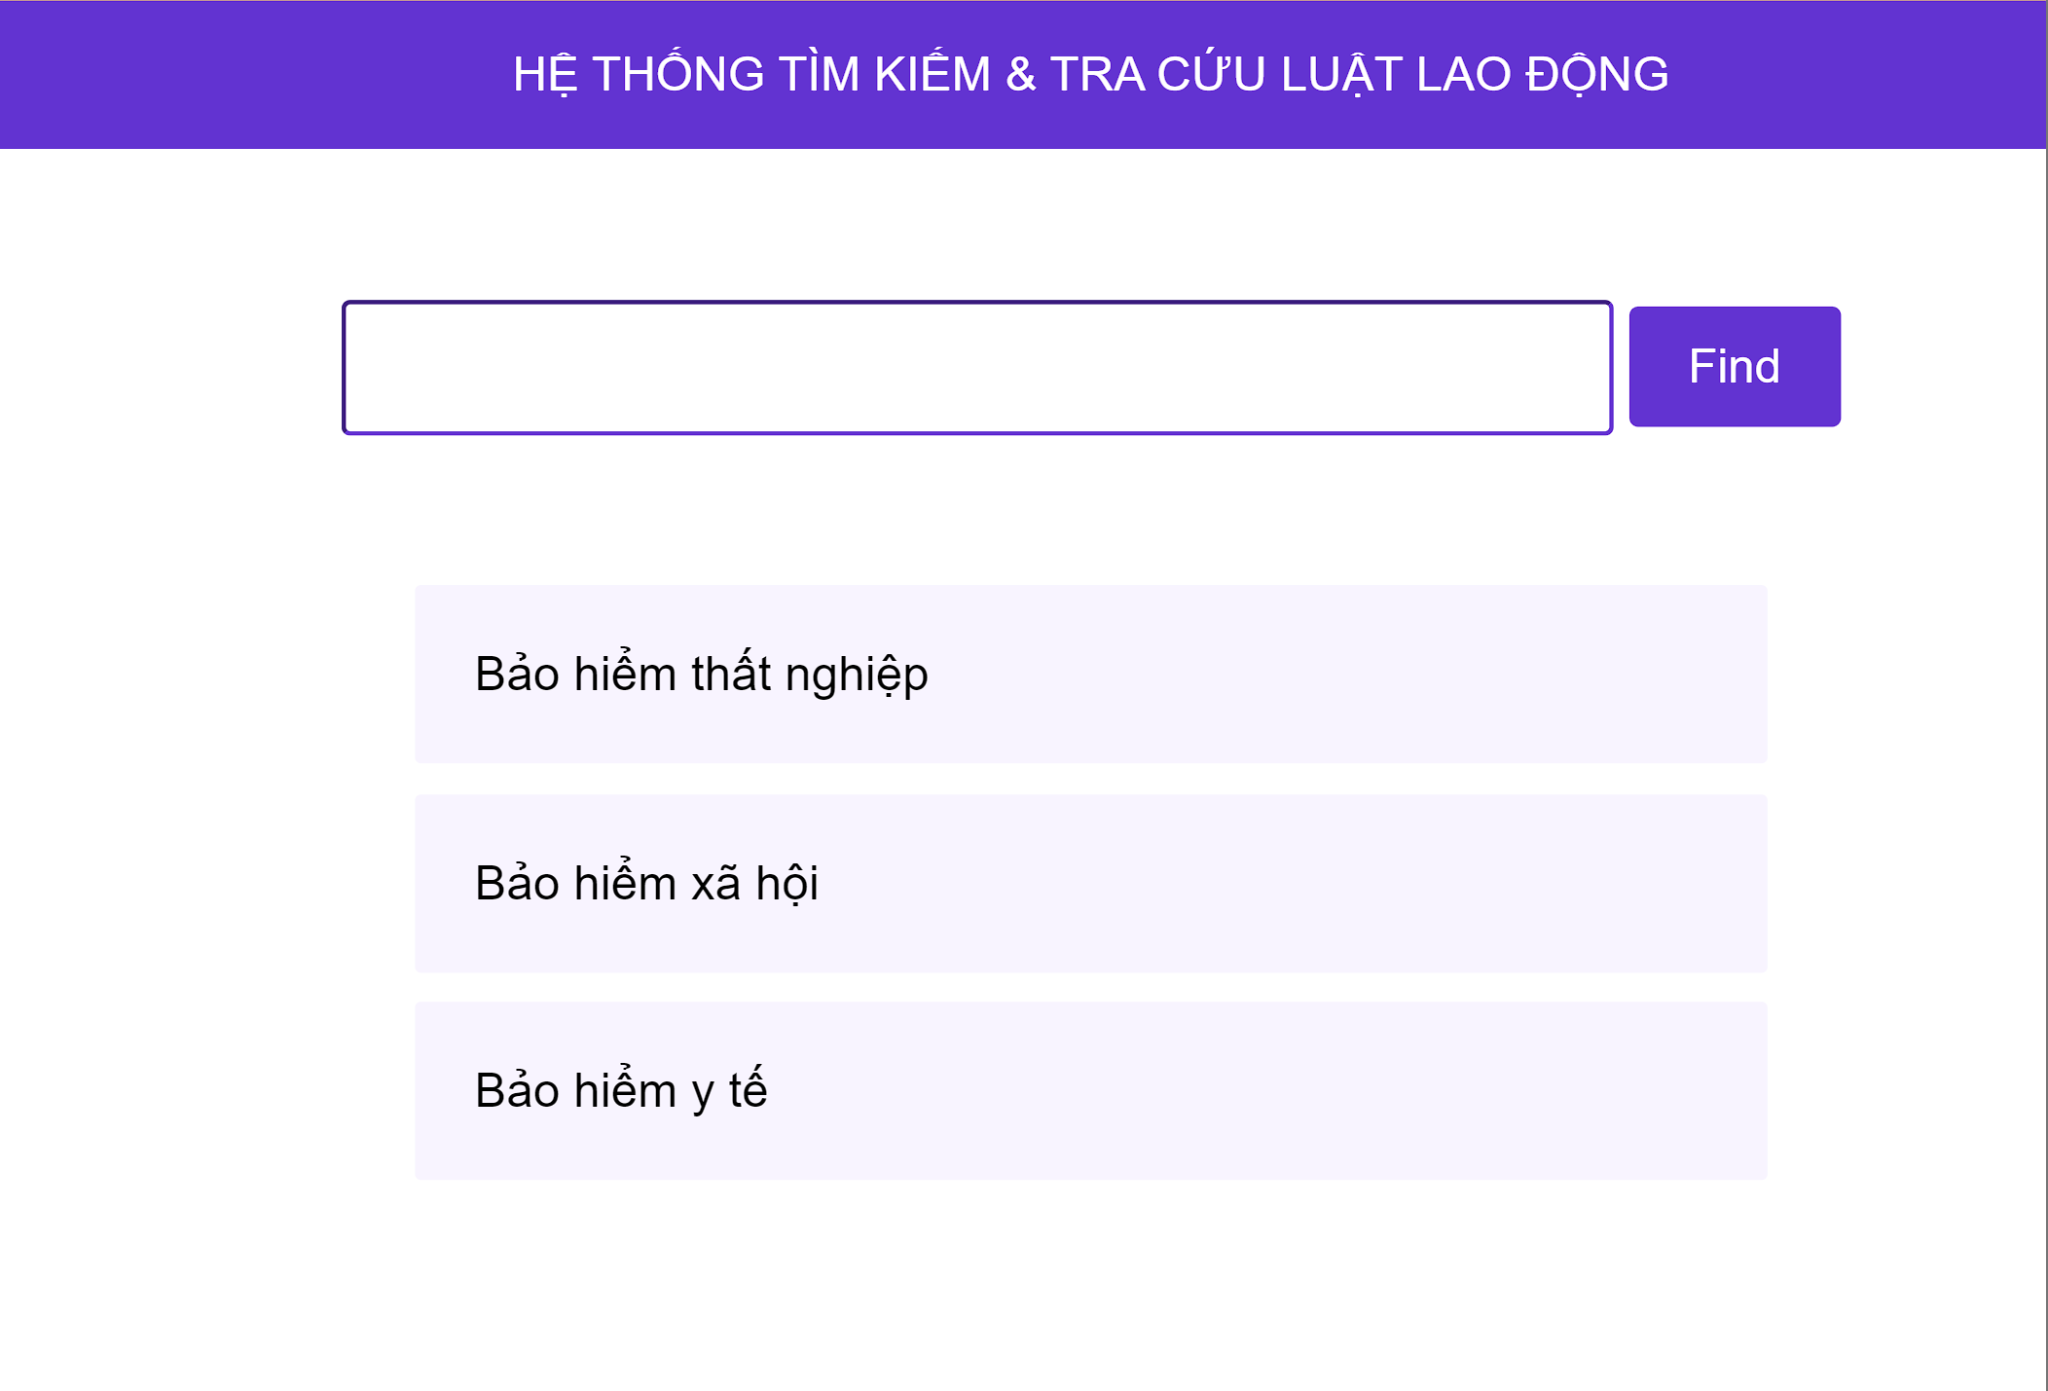 HỆ THỐNG TÌM KIẾM & TRA CỨU LUẬT LAO ĐỘNG
Find
Bảo hiểm thất nghiệp
Bảo hiểm xã hội
Bảo hiểm y tế